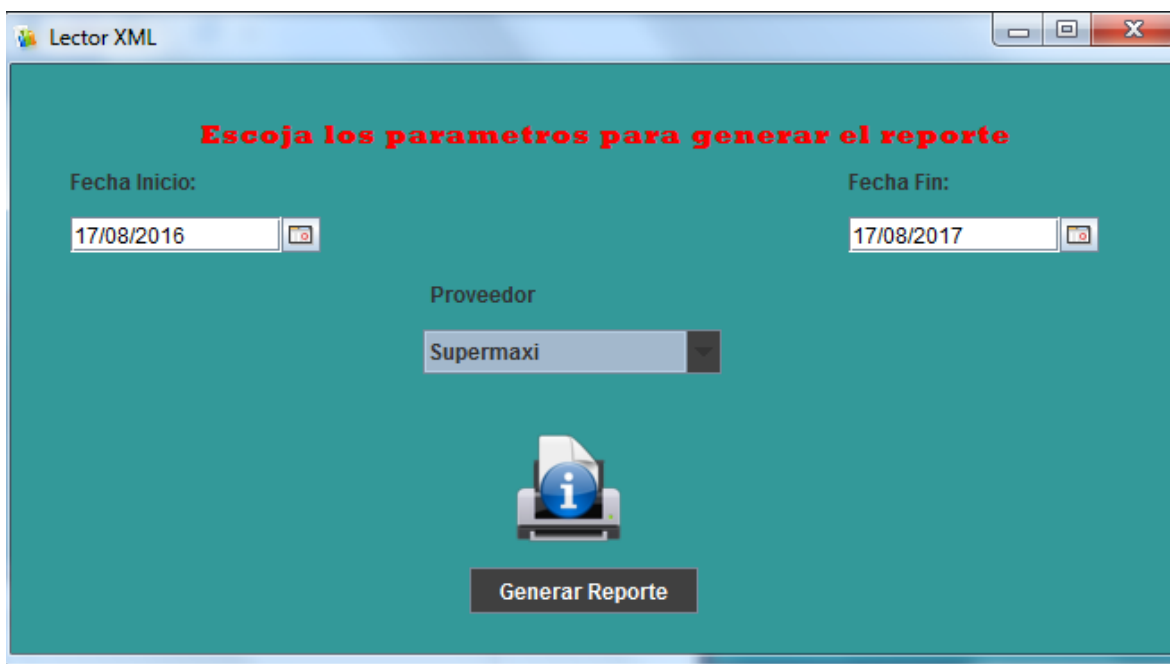 Lector XML
Escoja los parametros para generar el reporte
Fecha Inicio:
Fecha Fin:
17/08/2016
17/08/2017
Proveedor
Supermaxi
i
Generar Reporte